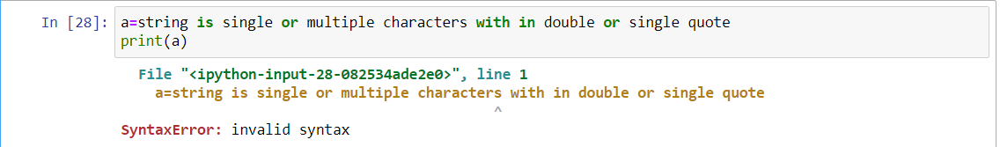 In [28]: a=string is single or multiple characters with in double or single quote
print(a)
File "<ipython-input-28-082534ade2e0>", line 1
a=string is single or multiple characters with in double or single quote
^
SyntaxError: invalid syntax